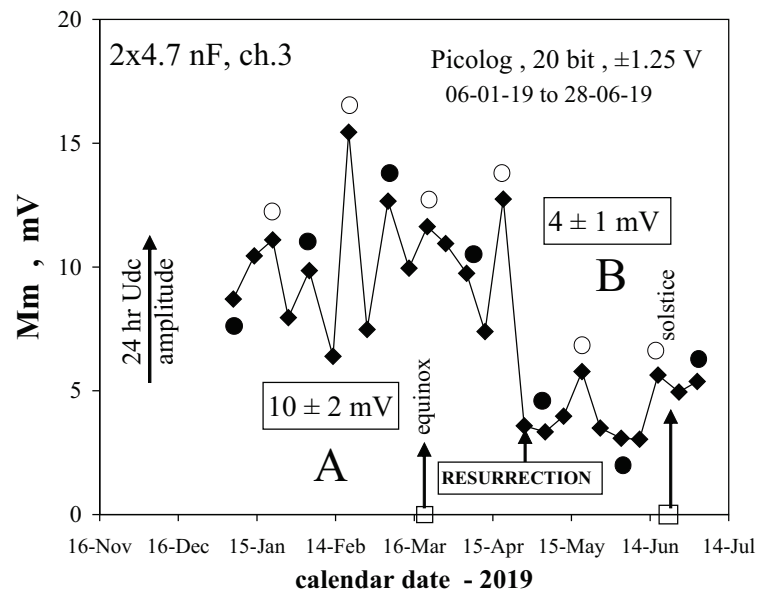 20
2x4.7 nF, ch.3
Picolog , 20 bit , ±1.25 V
06-01-19 to 28-06-19
15
4 ± 1 mV
B
10
Mm , mV
24 hr Udc
amplitude
solstice
equinox
5
10 ± 2 mV
A
RESURRECTION
0
16-Nov 16-Dec 15-Jan 14-Feb 16-Mar 15-Apr 15-May 14-Jun 14-Jul
calendar date - 2019